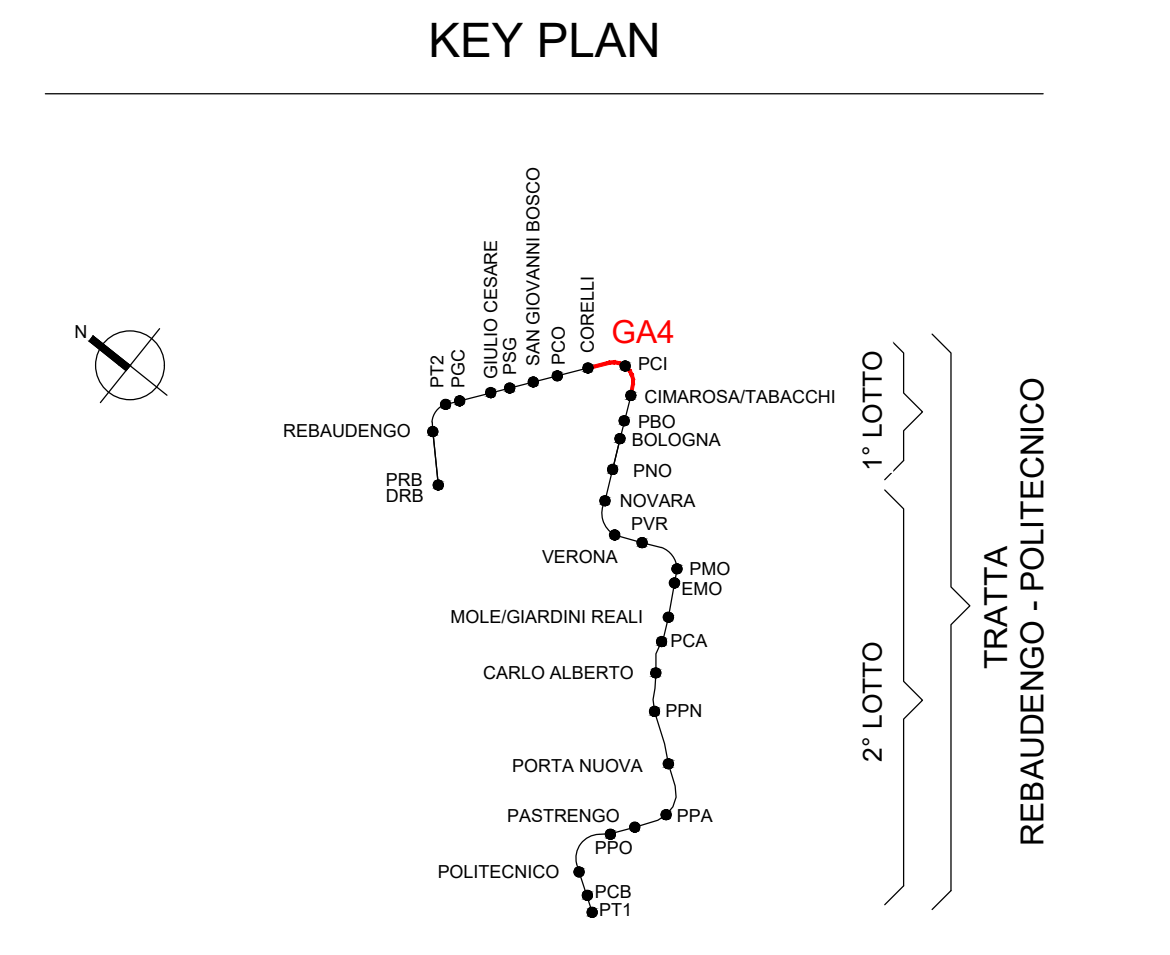 KEY PLAN
N
PT2
PGC
GIULIO CESARE
PSG
SAN GIOVANNI BOSCO
PCO
CORELLI
GA4
PCI
CIMAROSA/TABACCHI
REBAUDENGO
PBO
BOLOGNA
PNO
PRB
DRB
NOVARA
PVR
VERONA
PMO
EMO
MOLE/GIARDINI REALI
PCA
CARLO ALBERTO
PPN
PORTA NUOVA
PASTRENGO
PPA
PPO
POLITECNICO
PCB
PT1
1° LOTTO
2° LOTTO
TRATTA
REBAUDENGO - POLITECNICO